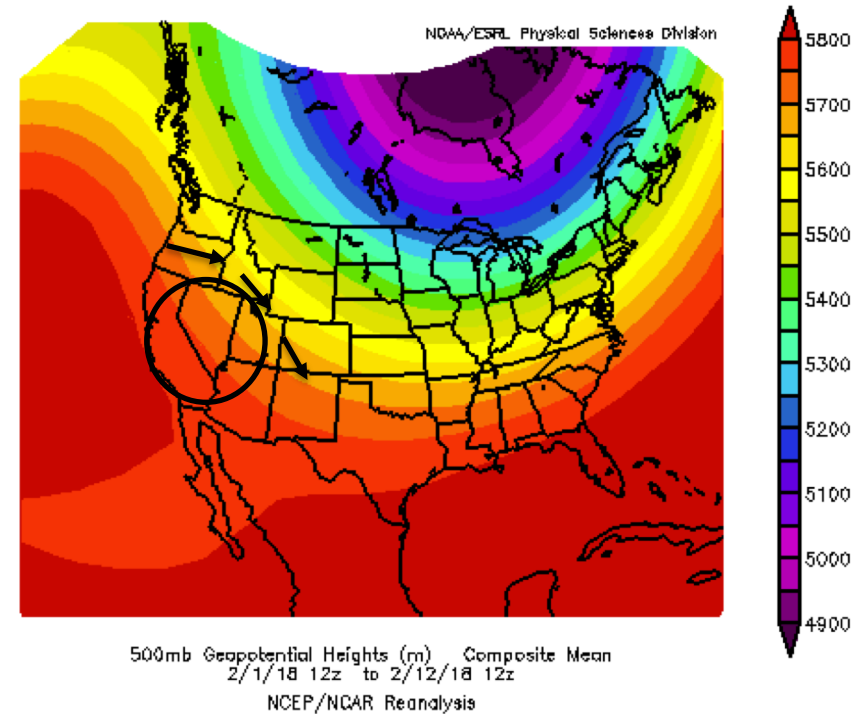 NOAA/ESRL Physical Sciences Division
5800
5700
5600
5500
5400
5300
5200
5100
5000
4900
500mb Geopotential Heights (m) Composite Mean
2/1/18 12z to 2/12/18 12z
NCEP/NCAR Reanalysis